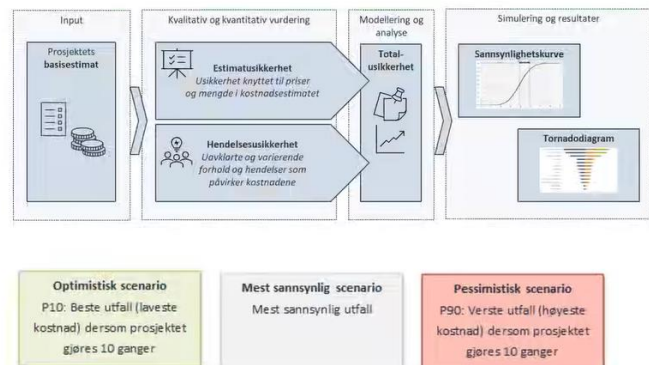 Input
Kvalitativ og kvantitativ vurdering
Modellering og
analyse
Simulering og resultater
Prosjektets
basisestimat
Estimatusikkerhet
Usikkerhet knyttet til priser
og mengde i kostnadsestimatet
Hendelsesusikkerhet
Uavklarte og varierende
forhold og hendelser som
påvirker kostnadene
Total-
usikkerhet
Sannsynlighetskurve
Tornadodiagram
Optimistisk scenario
P10: Beste utfall (laveste
kostnad) dersom prosjektet
gjøres 10 ganger
Mest sannsynlig scenario
Mest sannsynlig utfall
Pessimistisk scenario
P90: Verste utfall (høyeste
kostnad) dersom prosjektet
gjøres 10 ganger